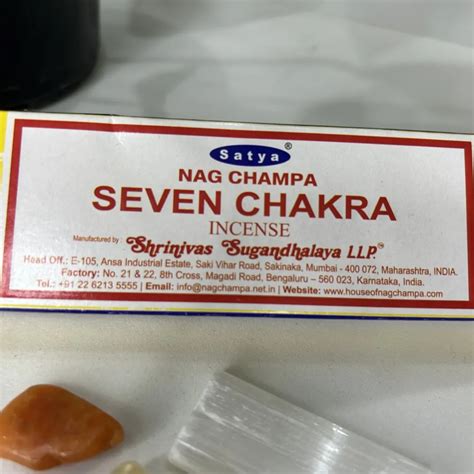 Satya
NAG CHAMPA
SEVEN CHAKRA
INCENSE
Manufactured by : Shrinivas Sugandhalaya LLP.™
Head Off.: E-105, Ansa Industrial Estate, Saki Vihar Road, Sakinaka, Mumbai - 400 072, Maharashtra, INDIA.
Factory: No. 21 & 22, 8th Cross, Magadi Road, Bengaluru – 560 023, Karnataka, India.
Tel.: +91 22 6213 5555 | Email: info@nagchampa.net.in | Website: www.houseofnagchampa.com